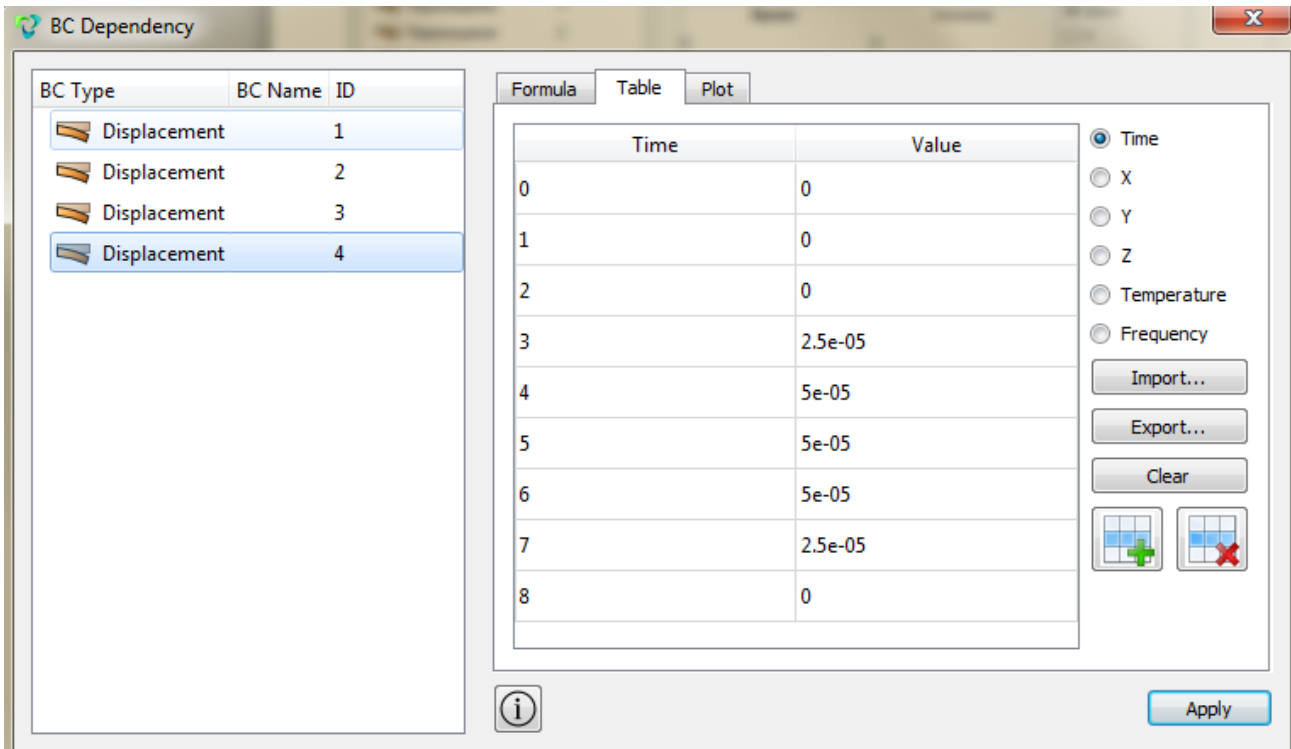 BC Dependency
BC Type BC Name ID
Displacement 1
Displacement 2
Displacement 3
Displacement 4
Formula Table Plot
Time Value
0 0
1 0
2 0
3 2.5e-05
4 5e-05
5 5e-05
6 5e-05
7 2.5e-05
8 0
Time
X
Y
Z
Temperature
Frequency
Import...
Export...
Clear
Apply